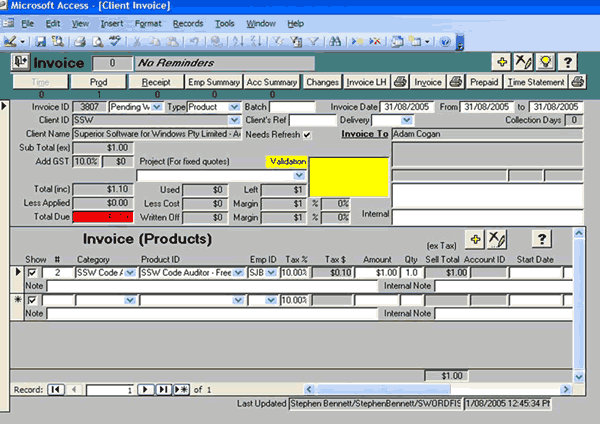 Microsoft Access - [Client Invoice]
File Edit View Insert Format Records Tools Window Help
Invoice 0 No Reminders
Time Prod Receipt Emp Summary Acc Summary Changes Invoice LH Invoice Prepaid Time Statement
0 1 0 0 0
Invoice ID 3807 Pending Type Product Batch Invoice Date 31/08/2005 From 31/08/2005 to 31/08/2005
Client ID SSW Client's Ref Delivery Collection Days 0
Client Name Superior Software for Windows Pty Limited - Needs Refresh Invoice To Adam Cogan
Sub Total (ex) $1.00
Add GST 10.0% $0 Project (For fixed quotes) Validation
Total (inc) $1.10 Used $0 Left $1
Less Applied $0.00 Less Cost $0 Margin $1 % 0%
Total Due Written Off $0 Margin $1 % 0% Internal
Invoice (Products) (ex Tax)
Show # Category Product ID Emp ID Tax % Tax $ Amount Qty Sell Total Account ID Start Date
2 SSW Code SSW Code Auditor - Free SJB 10.00% $0.10 $1.00 1.0 $1.00
Note Internal Note
10.00%
Note Internal Note
$1.00
Record: 1 of 1
Last Updated Stephen Bennett/StephenBennett/SWORDFIS 1/08/2005 12:45:34 PM